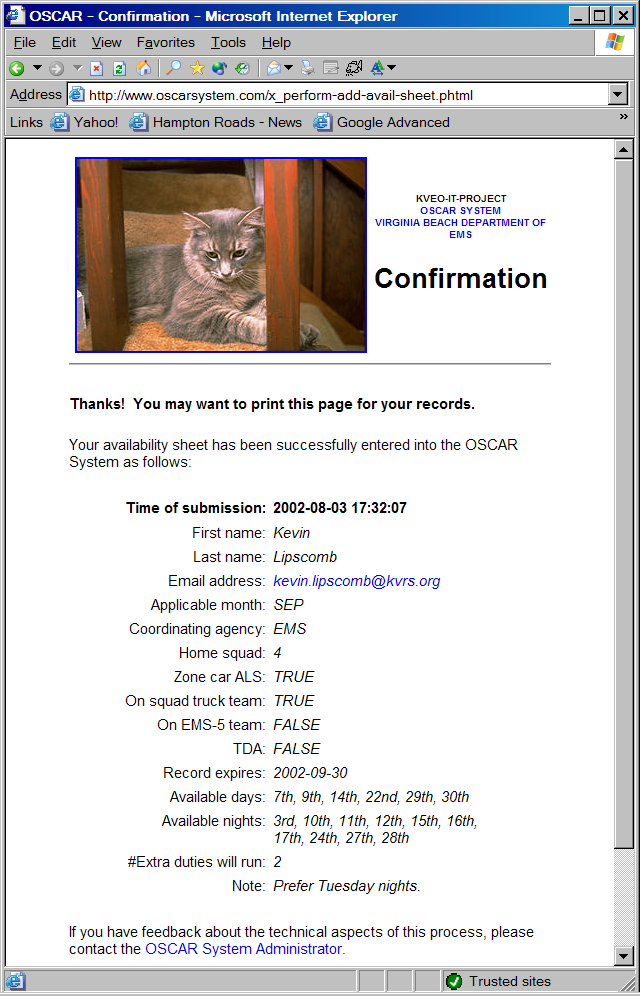 OSCAR - Confirmation - Microsoft Internet Explorer
File Edit View Favorites Tools Help
Address http://www.oscarsystem.com/x_perform-add-avail-sheet.phtml
Links Yahoo! Hampton Roads - News Google Advanced »
KVEO-IT-PROJECT
OSCAR SYSTEM
VIRGINIA BEACH DEPARTMENT OF
EMS
Confirmation
Thanks! You may want to print this page for your records.
Your availability sheet has been successfully entered into the OSCAR
System as follows:
Time of submission: 2002-08-03 17:32:07
First name: Kevin
Last name: Lipscomb
Email address: kevin.lipscomb@kvrs.org
Applicable month: SEP
Coordinating agency: EMS
Home squad: 4
Zone car ALS: TRUE
On squad truck team: TRUE
On EMS-5 team: FALSE
TDA: FALSE
Record expires: 2002-09-30
Available days: 7th, 9th, 14th, 22nd, 29th, 30th
Available nights: 3rd, 10th, 11th, 12th, 15th, 16th,
17th, 24th, 27th, 28th
#Extra duties will run: 2
Note: Prefer Tuesday nights.
If you have feedback about the technical aspects of this process, please
contact the OSCAR System Administrator.
Trusted sites